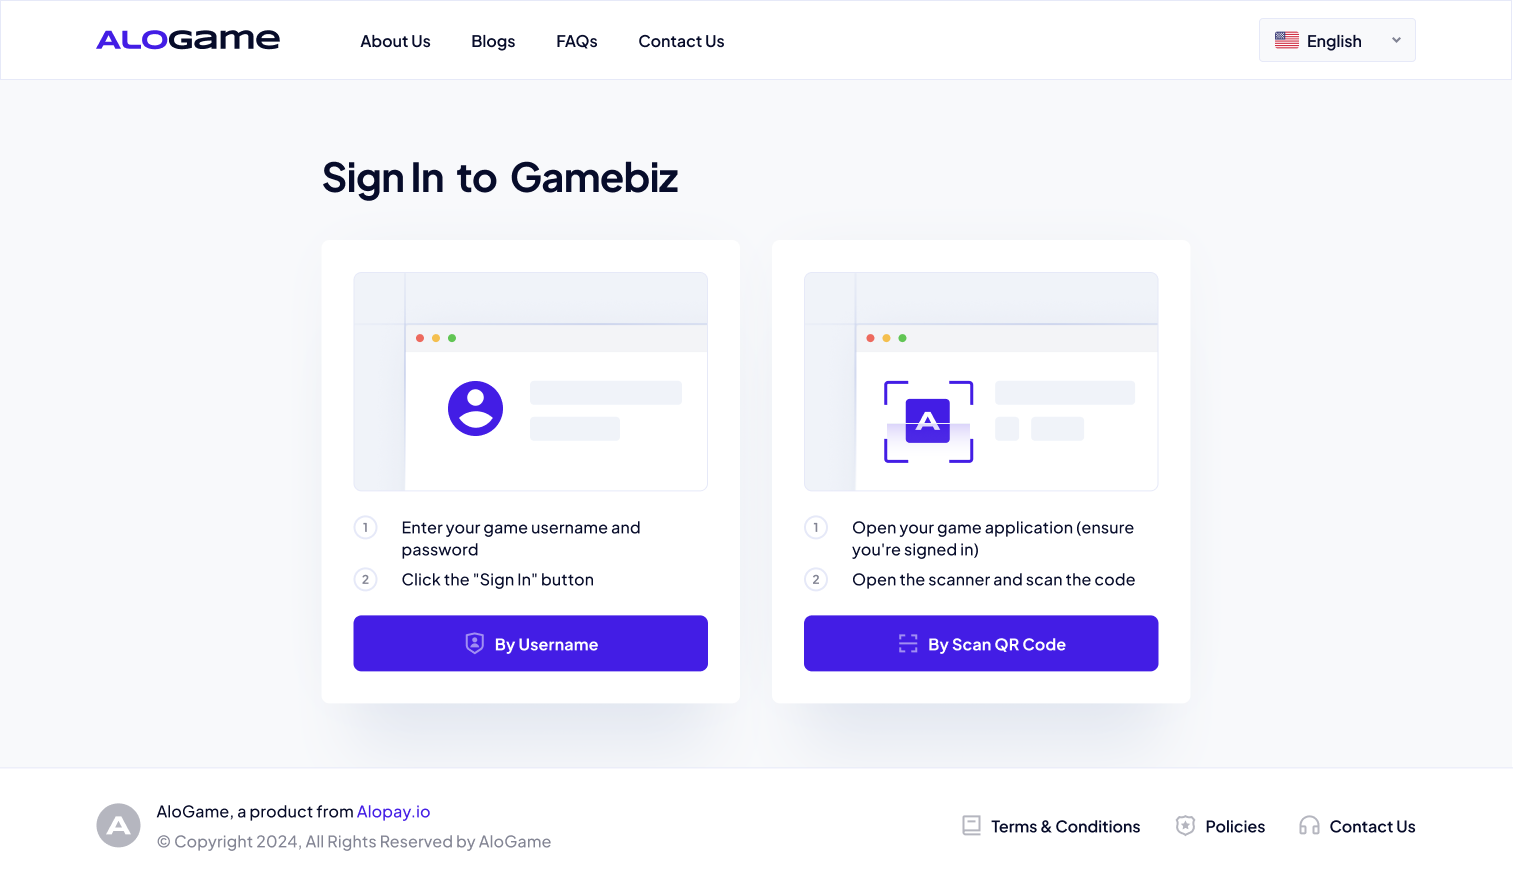 ALOGAME
About Us
Blogs
FAQs
Contact Us
English
Sign In to Gamebiz
A
1 Enter your game username and
password
2 Click the "Sign In" button
By Username
1 Open your game application (ensure
you're signed in)
2 Open the scanner and scan the code
By Scan QR Code
A
AloGame, a product from Alopay.io
© Copyright 2024, All Rights Reserved by AloGame
Terms & Conditions
Policies
Contact Us